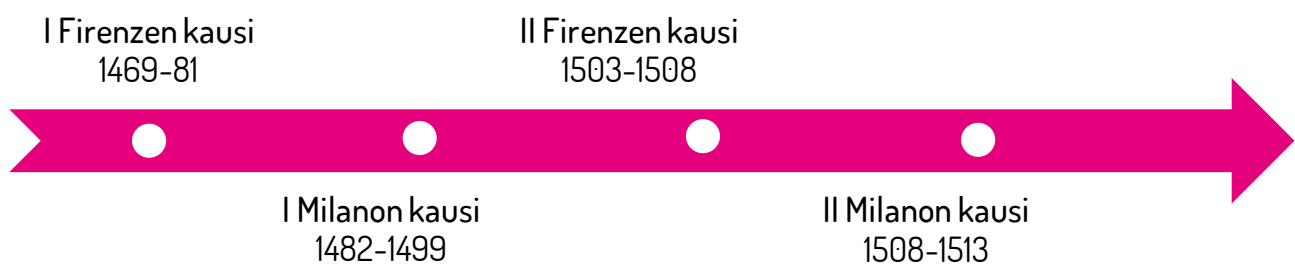 I Firenzen kausi
1469-81
II Firenzen kausi
1503-1508
I Milanon kausi
1482-1499
II Milanon kausi
1508-1513